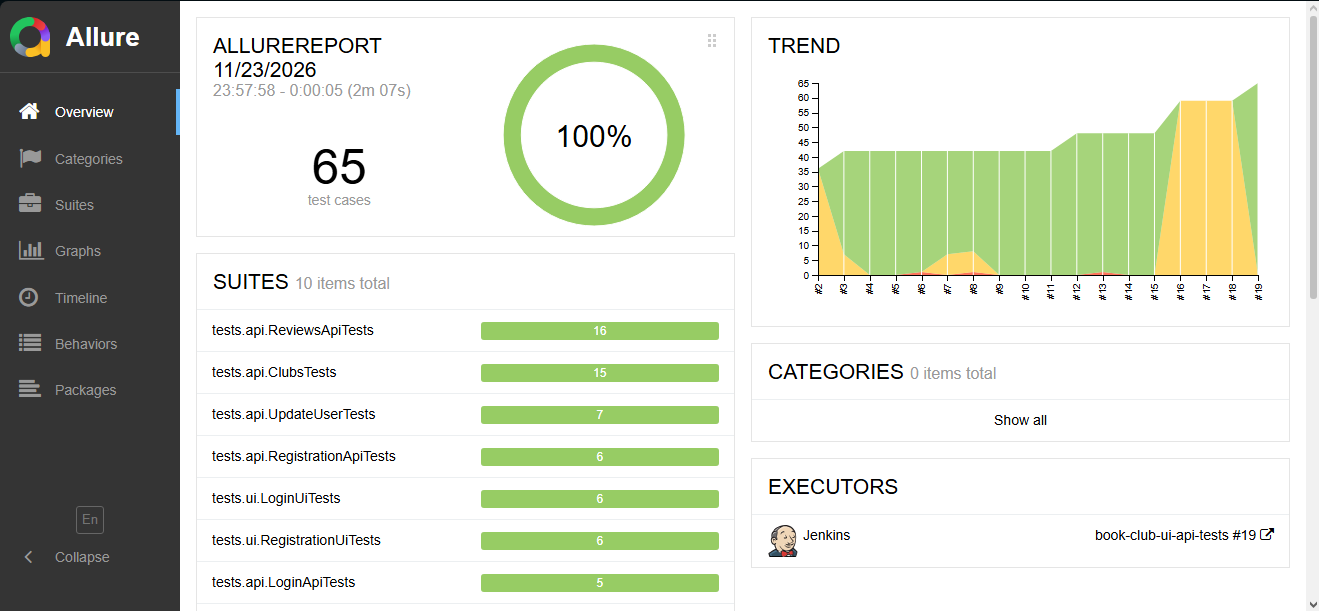 Allure
Overview
Categories
Suites
Graphs
Timeline
Behaviors
Packages
En
Collapse
ALLUREREPORT
11/23/2026
23:57:58 - 0:00:05 (2m 07s)
65
test cases
100%
SUITES 10 items total
tests.api.ReviewsApiTests 16
tests.api.ClubsTests 15
tests.api.UpdateUserTests 7
tests.api.RegistrationApiTests 6
tests.ui.LoginUiTests 6
tests.ui.RegistrationUiTests 6
tests.api.LoginApiTests 5
TREND
65
60
55
50
45
40
35
30
25
20
15
10
5
0
#2 #3 #4 #5 #6 #7 #8 #9 #10 #11 #12 #13 #14 #15 #16 #17 #18 #19
CATEGORIES 0 items total
Show all
EXECUTORS
Jenkins book-club-ui-api-tests #19